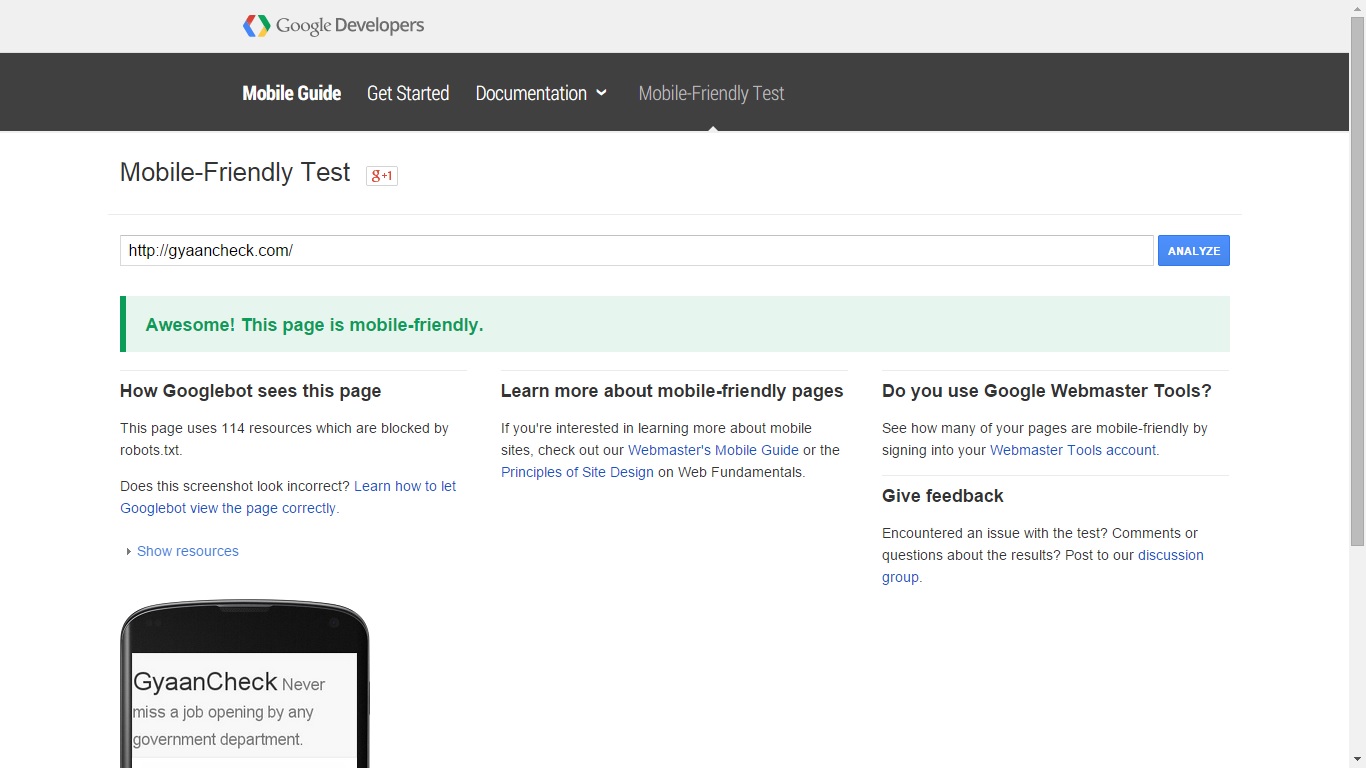 Google Developers
Mobile Guide Get Started Documentation Mobile-Friendly Test
Mobile-Friendly Test g+1
http://gyaancheck.com/ ANALYZE
Awesome! This page is mobile-friendly.
How Googlebot sees this page
This page uses 114 resources which are blocked by
robots.txt.
Does this screenshot look incorrect? Learn how to let
Googlebot view the page correctly.
Show resources
GyaanCheck Never
miss a job opening by any
government department.
Learn more about mobile-friendly pages
If you're interested in learning more about mobile
sites, check out our Webmaster's Mobile Guide or the
Principles of Site Design on Web Fundamentals.
Do you use Google Webmaster Tools?
See how many of your pages are mobile-friendly by
signing into your Webmaster Tools account.
Give feedback
Encountered an issue with the test? Comments or
questions about the results? Post to our discussion
group.